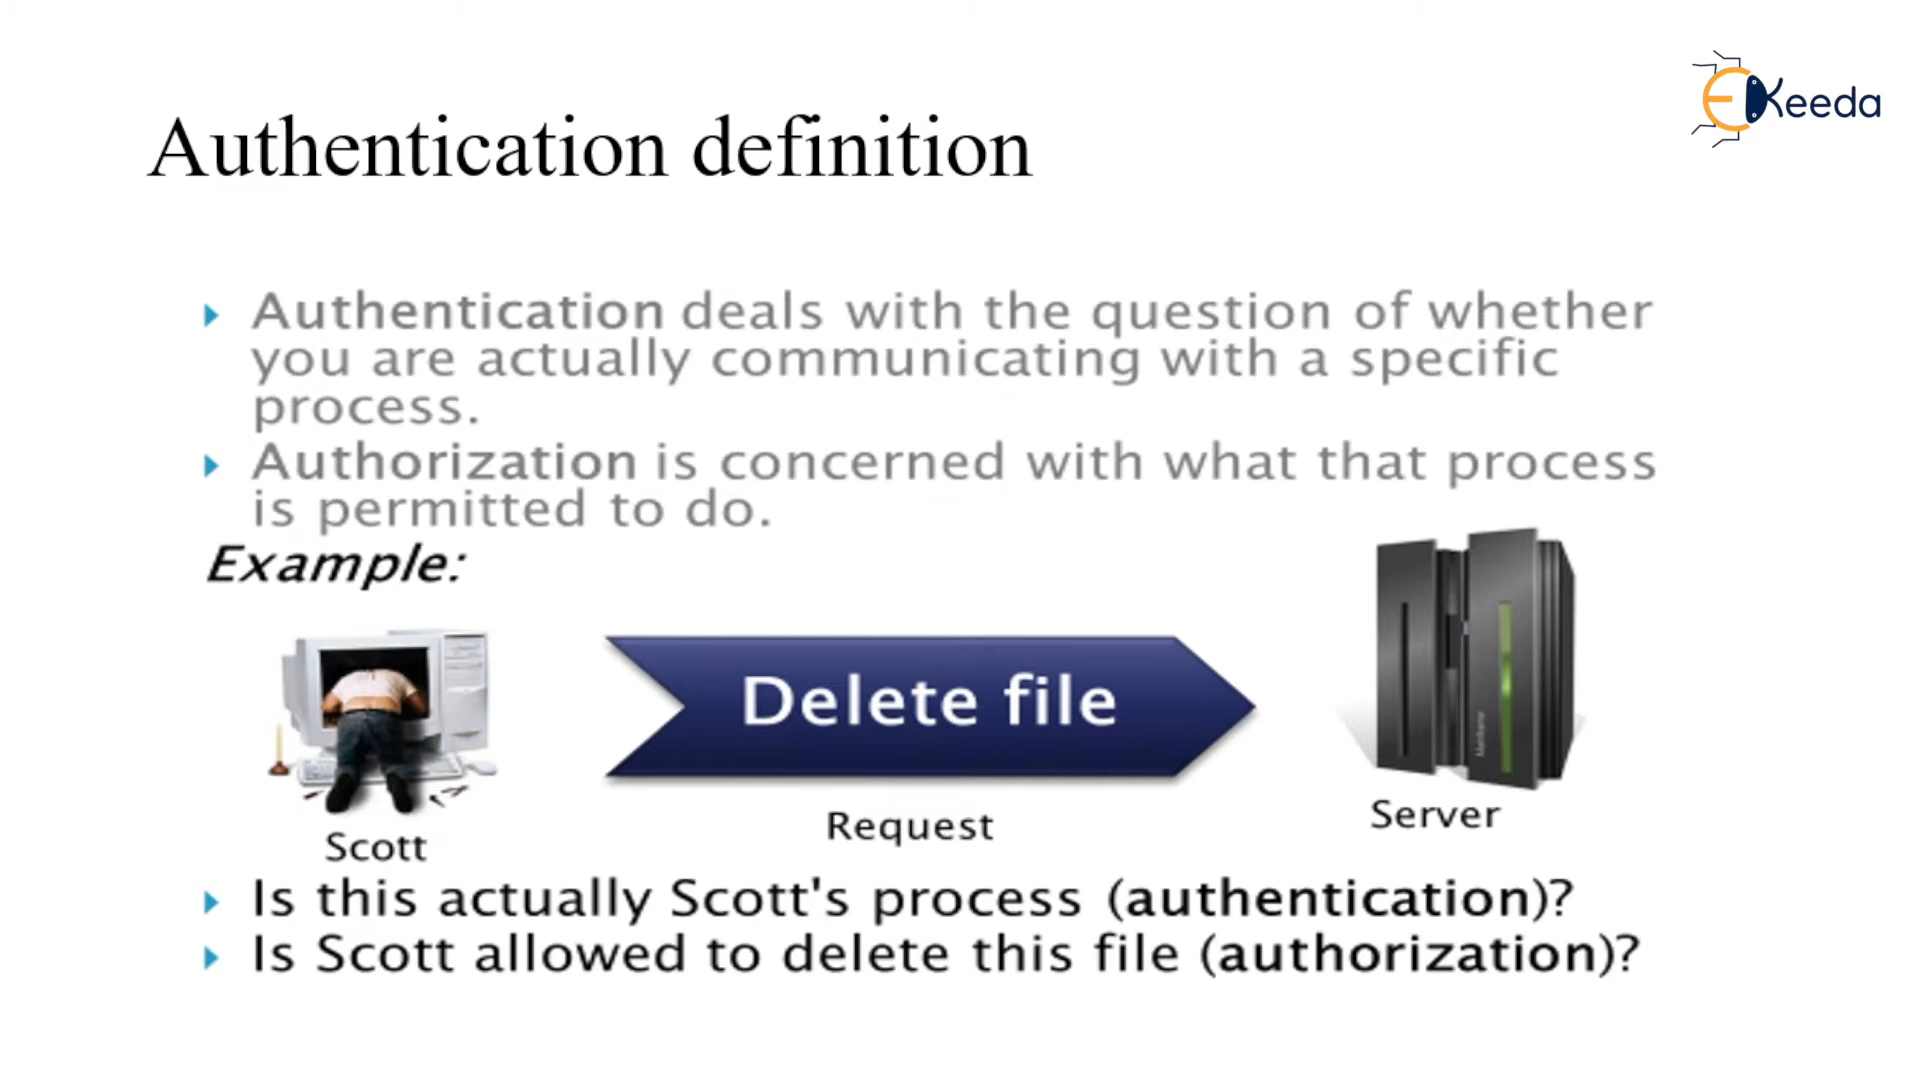 EKeeda
Authentication definition
Authentication deals with the question of whether
you are actually communicating with a specific
process.
Authorization is concerned with what that process
is permitted to do.
Example:
Delete file
Scott
Request
Server
Is this actually Scott's process (authentication)?
Is Scott allowed to delete this file (authorization)?